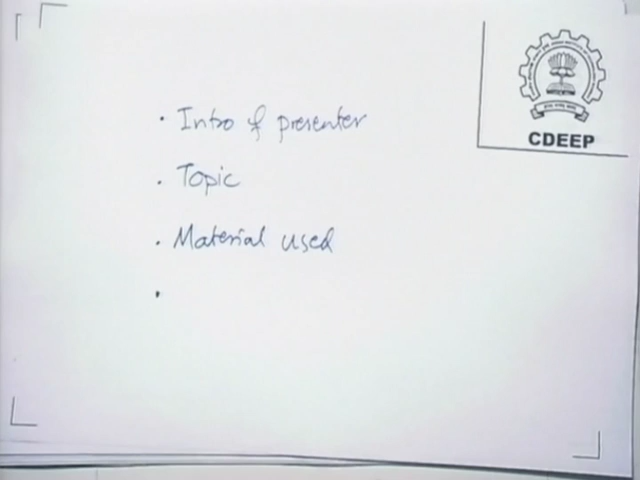 CDEEP
· Intro of presenter
· Topic
· Material used
·